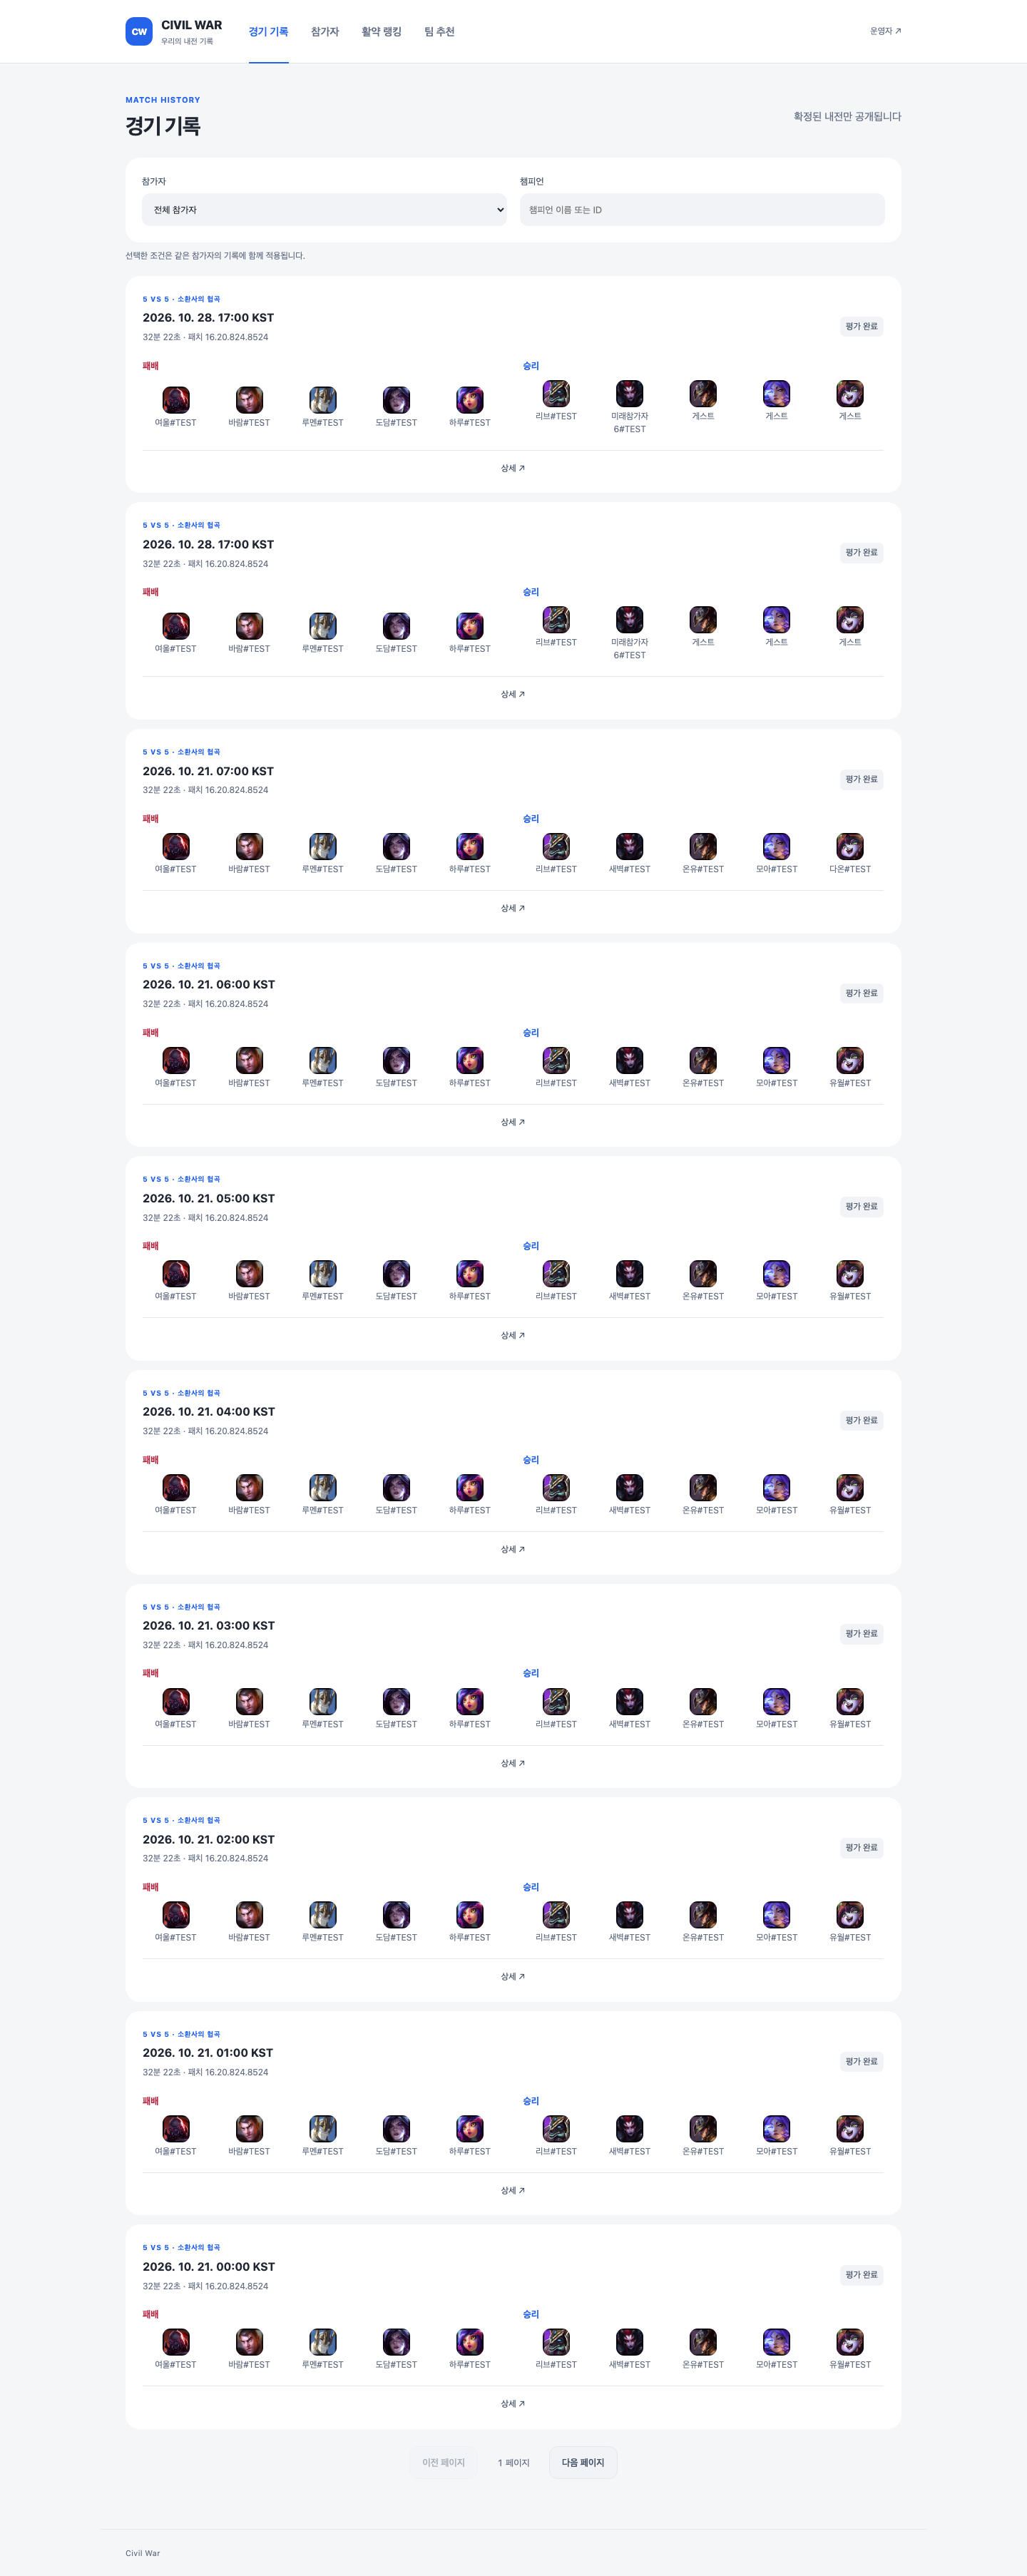 CW
CIVIL WAR
우리의 내전 기록
경기 기록
참가자
활약 랭킹
팀 추천
운영자 ↗
MATCH HISTORY
경기 기록
확정된 내전만 공개됩니다
참가자
챔피언
전체 참가자
챔피언 이름 또는 ID
선택한 조건은 같은 참가자의 기록에 함께 적용됩니다.
5 VS 5 · 소환사의 협곡
2026. 10. 28. 17:00 KST
32분 22초 · 패치 16.20.824.8524
평가 완료
패배
여울#TEST 바람#TEST 루멘#TEST 도담#TEST 하루#TEST
승리
리브#TEST 미래참가자6#TEST 게스트 게스트 게스트
상세 ↗
5 VS 5 · 소환사의 협곡
2026. 10. 28. 17:00 KST
32분 22초 · 패치 16.20.824.8524
평가 완료
패배
여울#TEST 바람#TEST 루멘#TEST 도담#TEST 하루#TEST
승리
리브#TEST 미래참가자6#TEST 게스트 게스트 게스트
상세 ↗
5 VS 5 · 소환사의 협곡
2026. 10. 21. 07:00 KST
32분 22초 · 패치 16.20.824.8524
평가 완료
패배
여울#TEST 바람#TEST 루멘#TEST 도담#TEST 하루#TEST
승리
리브#TEST 새벽#TEST 온유#TEST 모아#TEST 다온#TEST
상세 ↗
5 VS 5 · 소환사의 협곡
2026. 10. 21. 06:00 KST
32분 22초 · 패치 16.20.824.8524
평가 완료
패배
여울#TEST 바람#TEST 루멘#TEST 도담#TEST 하루#TEST
승리
리브#TEST 새벽#TEST 온유#TEST 모아#TEST 유월#TEST
상세 ↗
5 VS 5 · 소환사의 협곡
2026. 10. 21. 05:00 KST
32분 22초 · 패치 16.20.824.8524
평가 완료
패배
여울#TEST 바람#TEST 루멘#TEST 도담#TEST 하루#TEST
승리
리브#TEST 새벽#TEST 온유#TEST 모아#TEST 유월#TEST
상세 ↗
5 VS 5 · 소환사의 협곡
2026. 10. 21. 04:00 KST
32분 22초 · 패치 16.20.824.8524
평가 완료
패배
여울#TEST 바람#TEST 루멘#TEST 도담#TEST 하루#TEST
승리
리브#TEST 새벽#TEST 온유#TEST 모아#TEST 유월#TEST
상세 ↗
5 VS 5 · 소환사의 협곡
2026. 10. 21. 03:00 KST
32분 22초 · 패치 16.20.824.8524
평가 완료
패배
여울#TEST 바람#TEST 루멘#TEST 도담#TEST 하루#TEST
승리
리브#TEST 새벽#TEST 온유#TEST 모아#TEST 유월#TEST
상세 ↗
5 VS 5 · 소환사의 협곡
2026. 10. 21. 02:00 KST
32분 22초 · 패치 16.20.824.8524
평가 완료
패배
여울#TEST 바람#TEST 루멘#TEST 도담#TEST 하루#TEST
승리
리브#TEST 새벽#TEST 온유#TEST 모아#TEST 유월#TEST
상세 ↗
5 VS 5 · 소환사의 협곡
2026. 10. 21. 01:00 KST
32분 22초 · 패치 16.20.824.8524
평가 완료
패배
여울#TEST 바람#TEST 루멘#TEST 도담#TEST 하루#TEST
승리
리브#TEST 새벽#TEST 온유#TEST 모아#TEST 유월#TEST
상세 ↗
5 VS 5 · 소환사의 협곡
2026. 10. 21. 00:00 KST
32분 22초 · 패치 16.20.824.8524
평가 완료
패배
여울#TEST 바람#TEST 루멘#TEST 도담#TEST 하루#TEST
승리
리브#TEST 새벽#TEST 온유#TEST 모아#TEST 유월#TEST
상세 ↗
이전 페이지
1 페이지
다음 페이지
Civil War